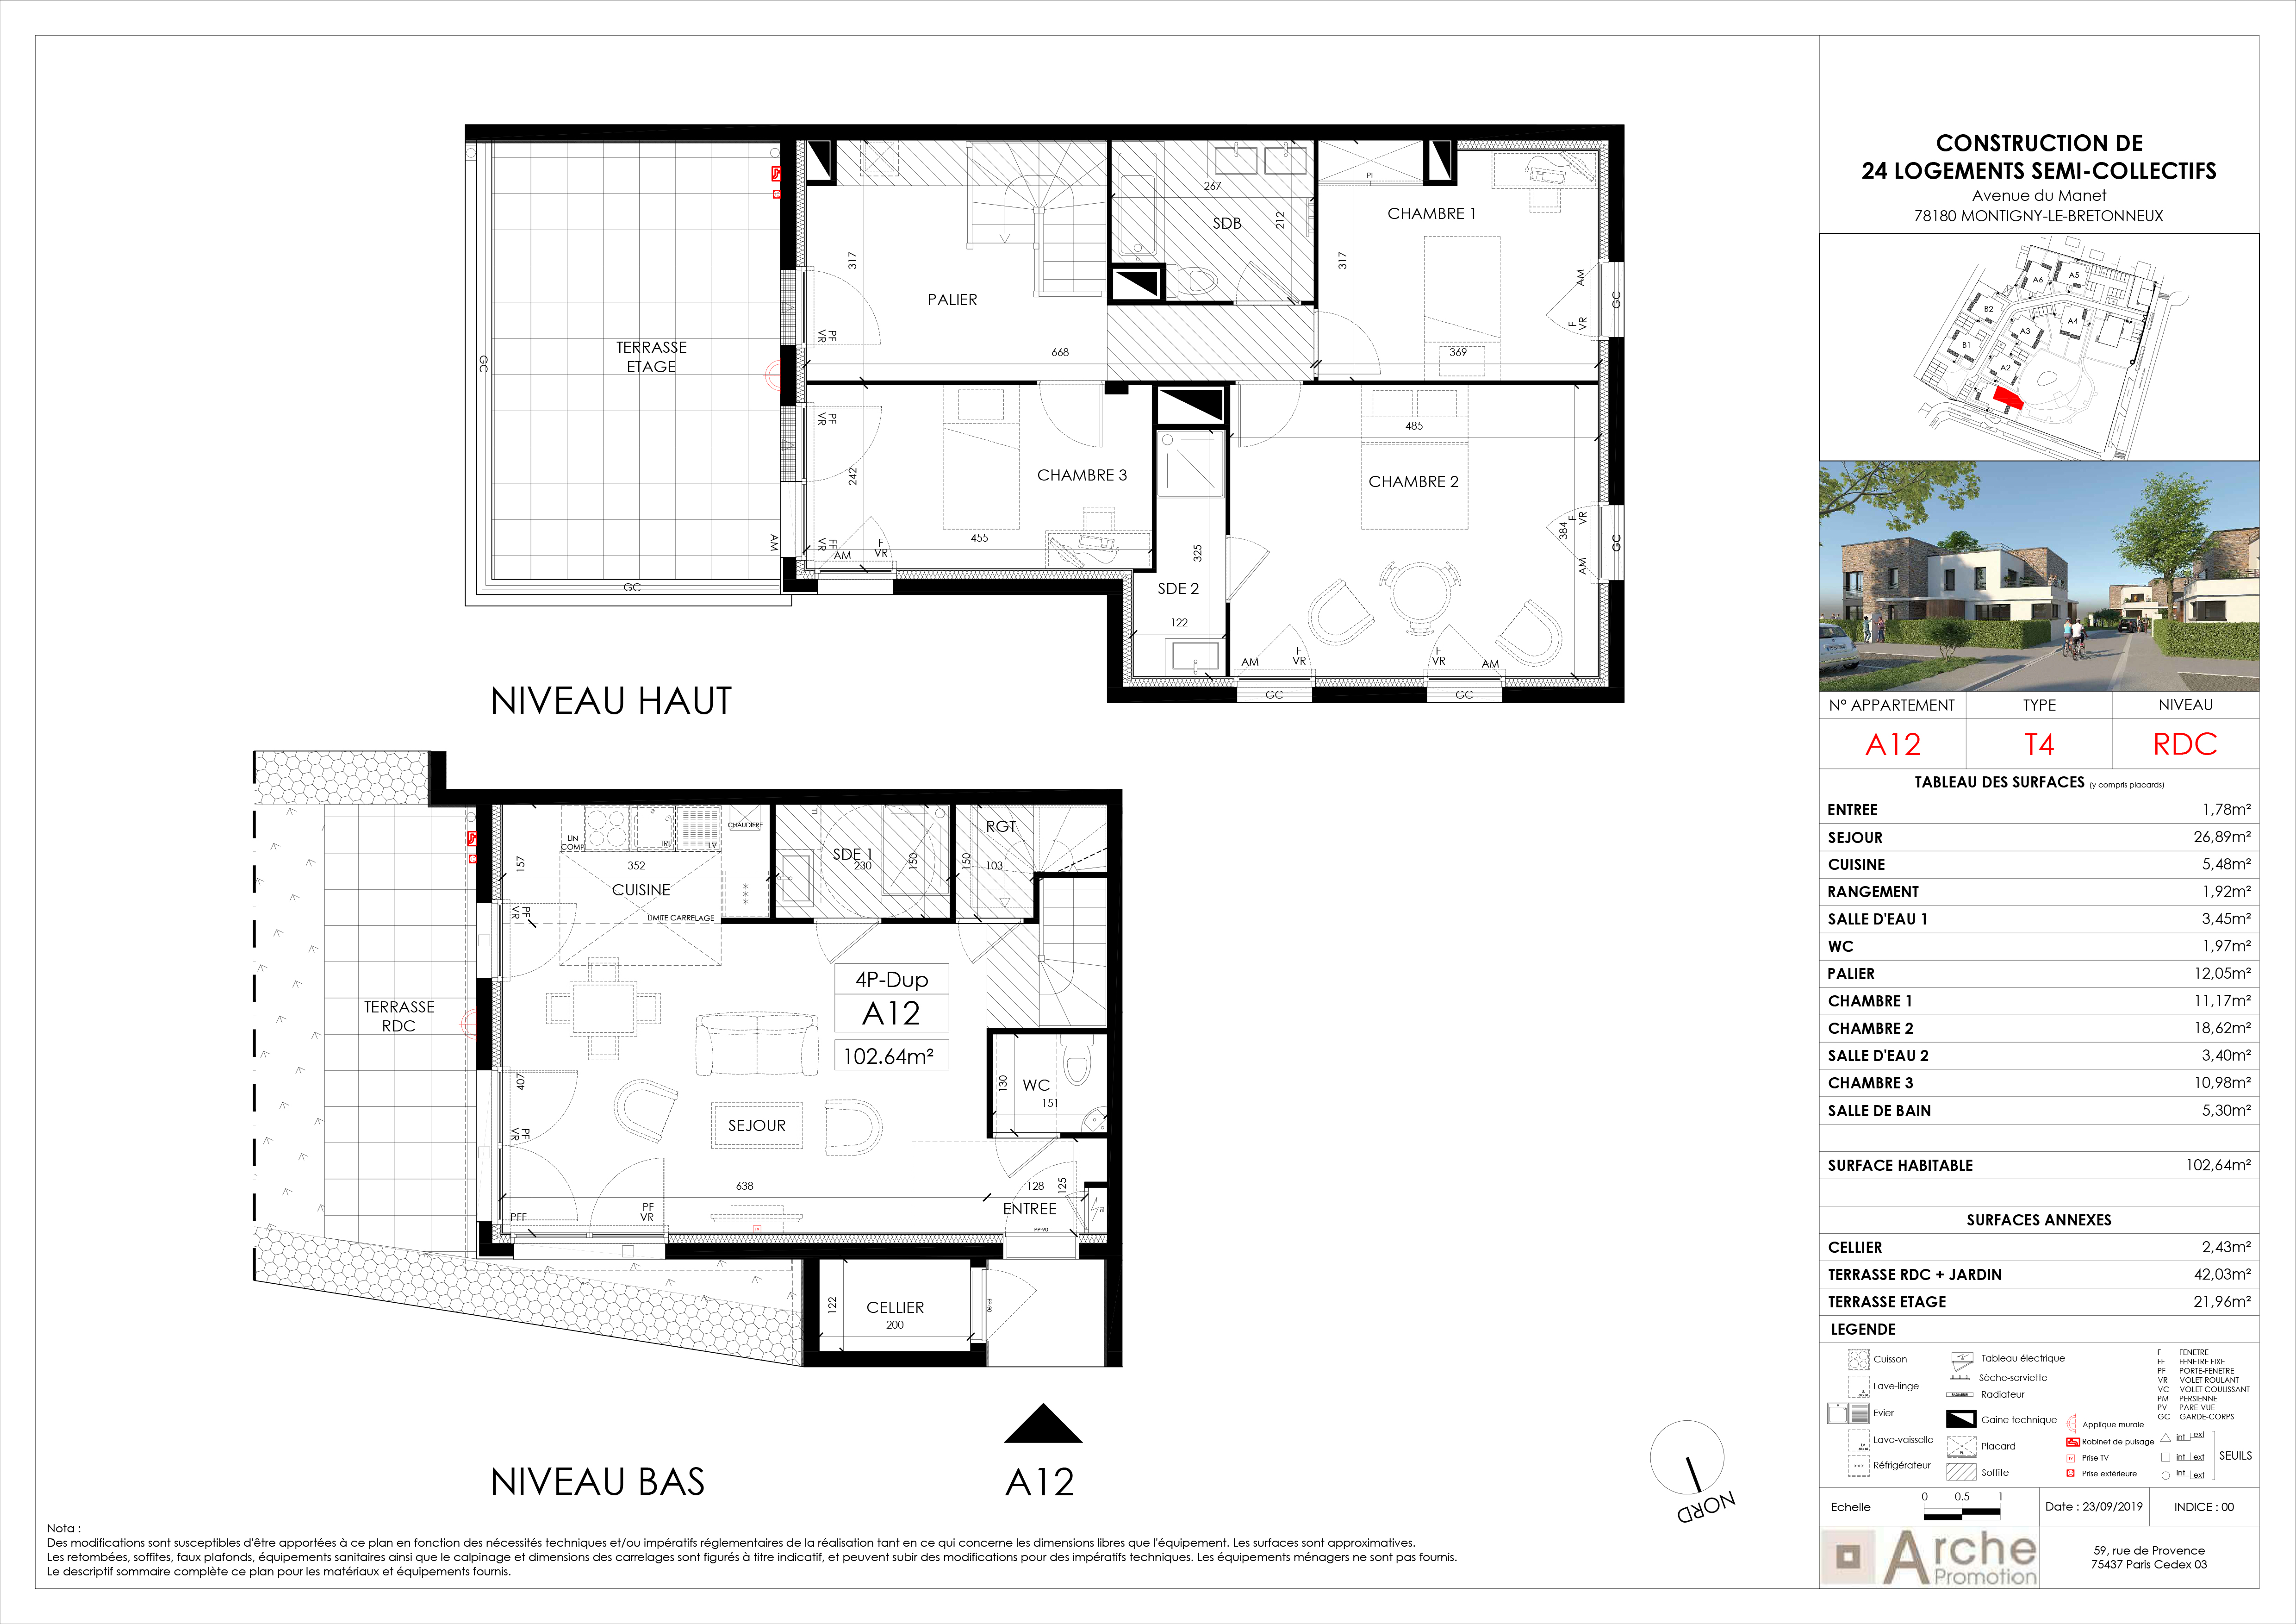 GC
TERRASSE
ETAGE
GC
AM
PALIER
317
668
PF
VR
PF
VR
242
FF
VR
AM
F
VR
455
CHAMBRE 3
267
SDB
212
PL
CHAMBRE 1
317
369
AM
F
VR
GC
485
CHAMBRE 2
384
F
VR
AM
GC
325
SDE 2
122
AM
F
VR
F
VR
AM
GC
GC
NIVEAU HAUT
TERRASSE
RDC
157
LIN
COMP
TRI
LV
CHAUDIERE
352
CUISINE
LIMITE CARRELAGE
PF
VR
LL
SDE 1
230
150
RGT
150
103
4P-Dup
A12
102.64m²
407
PF
VR
SEJOUR
130
WC
151
638
128
125
ENTREE
PP-90
PFF
PF
VR
TV
122
CELLIER
200
PP-90
NIVEAU BAS
A12
NORD
Nota :
Des modifications sont susceptibles d'être apportées à ce plan en fonction des nécessités techniques et/ou impératifs réglementaires de la réalisation tant en ce qui concerne les dimensions libres que l'équipement. Les surfaces sont approximatives.
Les retombées, soffites, faux plafonds, équipements sanitaires ainsi que le calpinage et dimensions des carrelages sont figurés à titre indicatif, et peuvent subir des modifications pour des impératifs techniques. Les équipements ménagers ne sont pas fournis.
Le descriptif sommaire complète ce plan pour les matériaux et équipements fournis.
CONSTRUCTION DE
24 LOGEMENTS SEMI-COLLECTIFS
Avenue du Manet
78180 MONTIGNY-LE-BRETONNEUX
A6
A5
B2
A4
A3
B1
A2
N° APPARTEMENT TYPE NIVEAU
A12 T4 RDC
TABLEAU DES SURFACES (y compris placards)
ENTREE 1,78m²
SEJOUR 26,89m²
CUISINE 5,48m²
RANGEMENT 1,92m²
SALLE D'EAU 1 3,45m²
WC 1,97m²
PALIER 12,05m²
CHAMBRE 1 11,17m²
CHAMBRE 2 18,62m²
SALLE D'EAU 2 3,40m²
CHAMBRE 3 10,98m²
SALLE DE BAIN 5,30m²
SURFACE HABITABLE 102,64m²
SURFACES ANNEXES
CELLIER 2,43m²
TERRASSE RDC + JARDIN 42,03m²
TERRASSE ETAGE 21,96m²
LEGENDE
Cuisson
Lave-linge
Evier
Lave-vaisselle
Réfrigérateur
Tableau électrique
Sèche-serviette
RADIATEUR Radiateur
Gaine technique
Placard
Soffite
Applique murale
Robinet de puisage
TV Prise TV
Prise extérieure
F FENETRE
FF FENETRE FIXE
PF PORTE-FENETRE
VR VOLET ROULANT
VC VOLET COULISSANT
PM PERSIENNE
PV PARE-VUE
GC GARDE-CORPS
int ext
int ext
int ext
SEUILS
Echelle
0 0.5 1
Date : 23/09/2019
INDICE : 00
Arche
Promotion
59, rue de Provence
75437 Paris Cedex 03